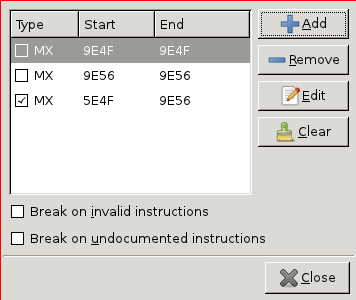 Type Start End
MX 9E4F 9E4F
MX 9E56 9E56
MX 5E4F 9E56
Add
Remove
Edit
Clear
Break on invalid instructions
Break on undocumented instructions
Close